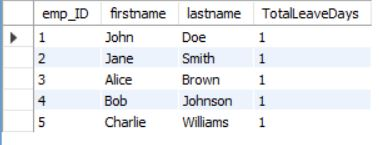 emp_ID firstname lastname TotalLeaveDays
1 John Doe 1
2 Jane Smith 1
3 Alice Brown 1
4 Bob Johnson 1
5 Charlie Williams 1